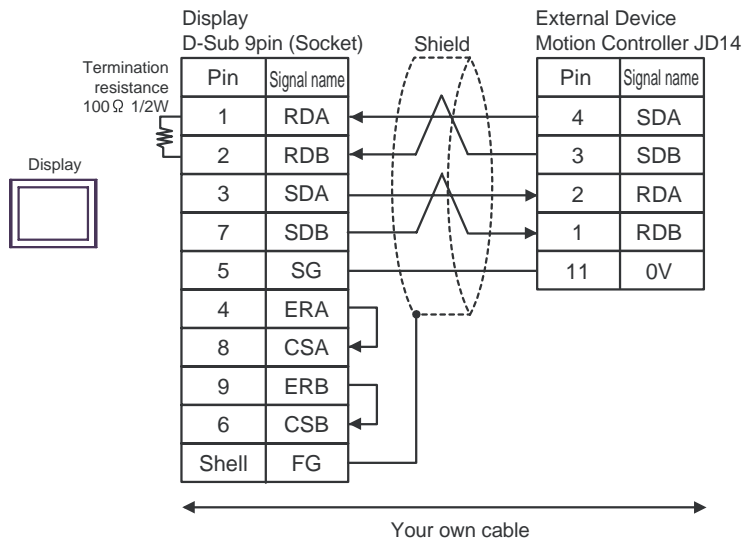 Display
D-Sub 9pin (Socket)
Shield
External Device
Motion Controller JD14
Termination
resistance
100Ω 1/2W
Display
Pin Signal name
1 RDA
2 RDB
3 SDA
7 SDB
5 SG
4 ERA
8 CSA
9 ERB
6 CSB
Shell FG
Pin Signal name
4 SDA
3 SDB
2 RDA
1 RDB
11 0V
Your own cable